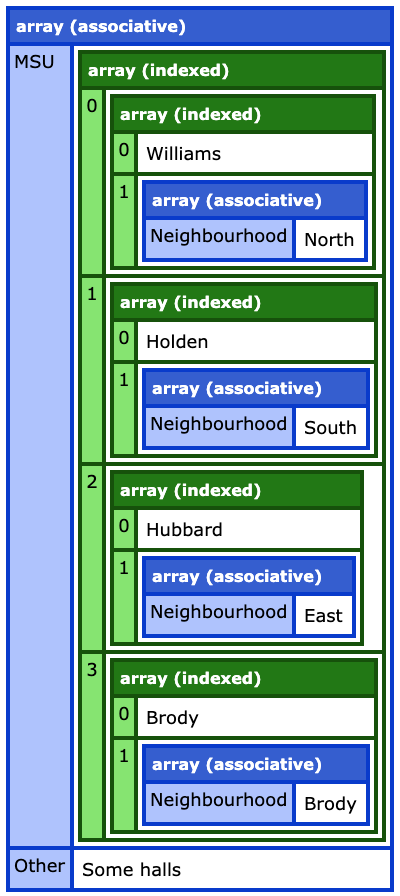 array (associative)
MSU
array (indexed)
0
array (indexed)
0
Williams
1
array (associative)
Neighbourhood
North
1
array (indexed)
0
Holden
1
array (associative)
Neighbourhood
South
2
array (indexed)
0
Hubbard
1
array (associative)
Neighbourhood
East
3
array (indexed)
0
Brody
1
array (associative)
Neighbourhood
Brody
Other
Some halls